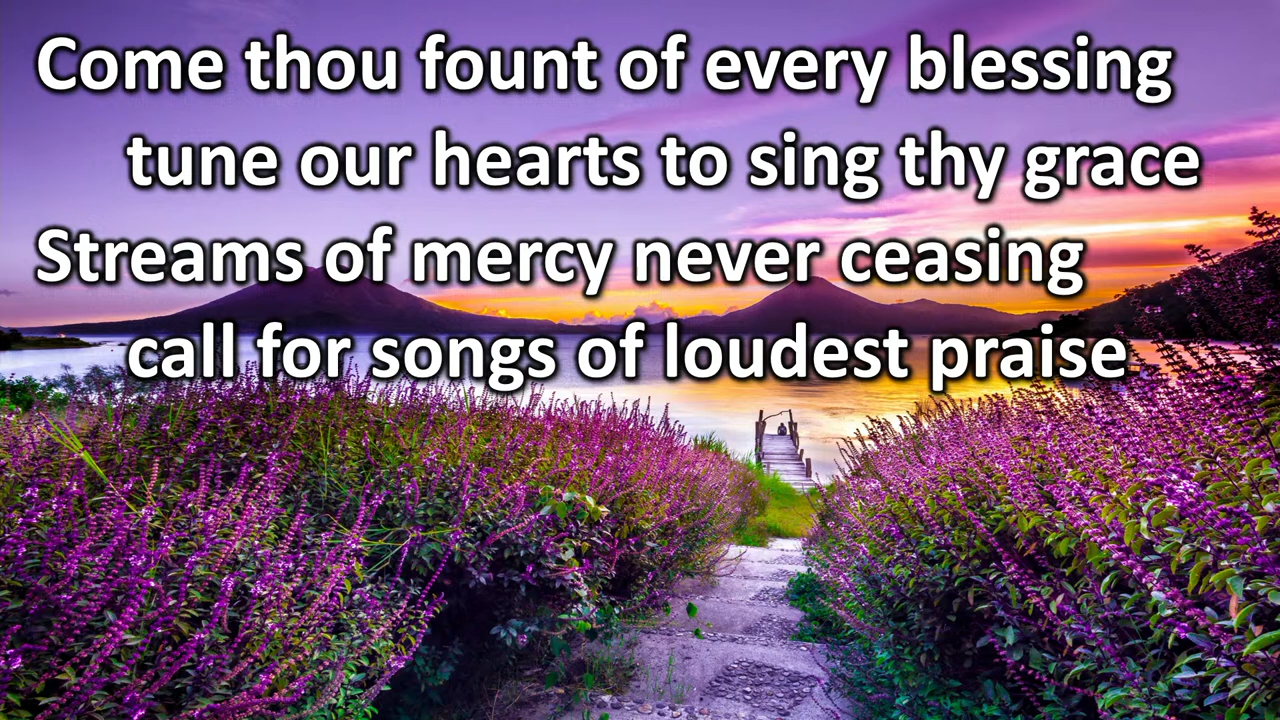 Come thou fount of every blessing
tune our hearts to sing thy grace
Streams of mercy never ceasing
call for songs of loudest praise